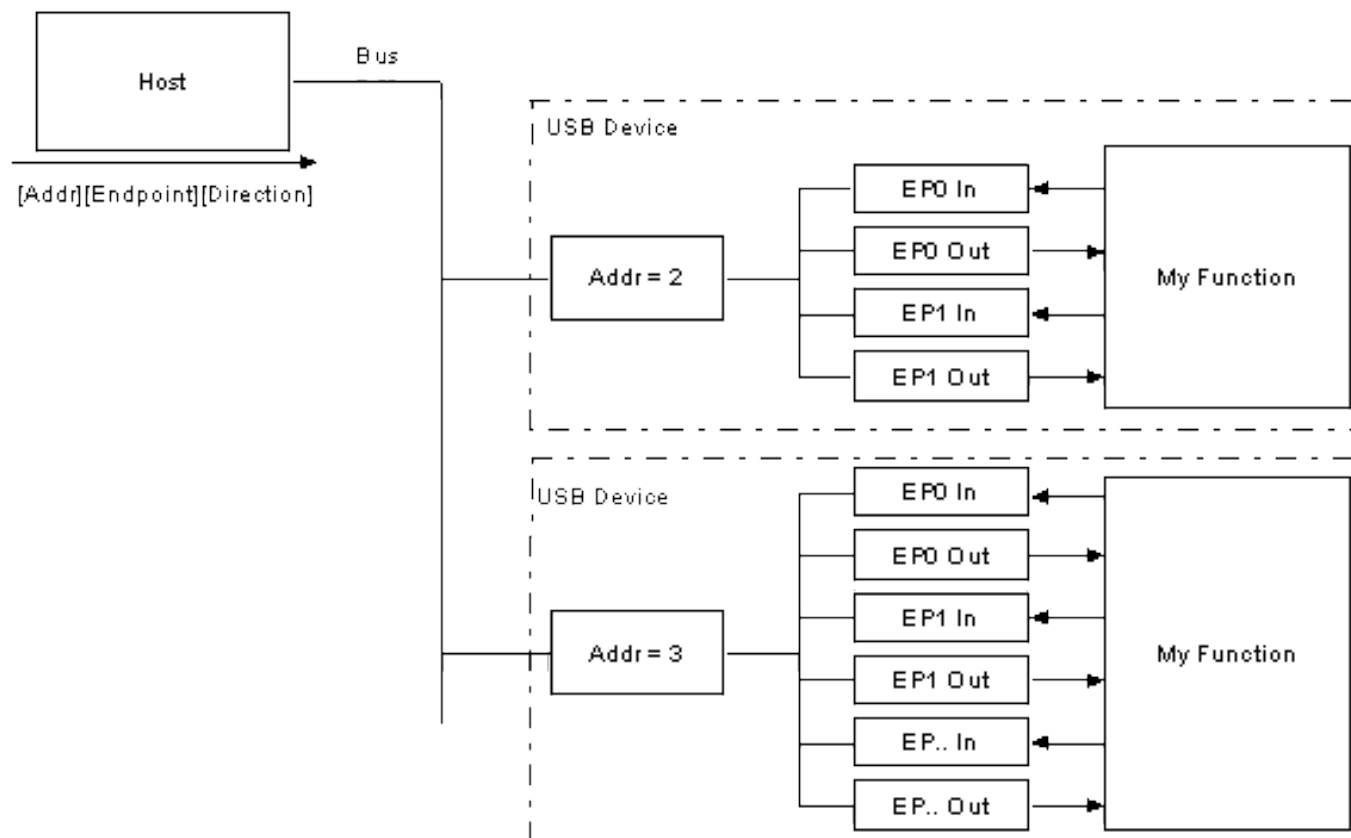 Host
Bus
[Addr][Endpoint][Direction]
USB Device
Addr = 2
EP0 In
EP0 Out
EP1 In
EP1 Out
My Function
USB Device
Addr = 3
EP0 In
EP0 Out
EP1 In
EP1 Out
EP.. In
EP.. Out
My Function